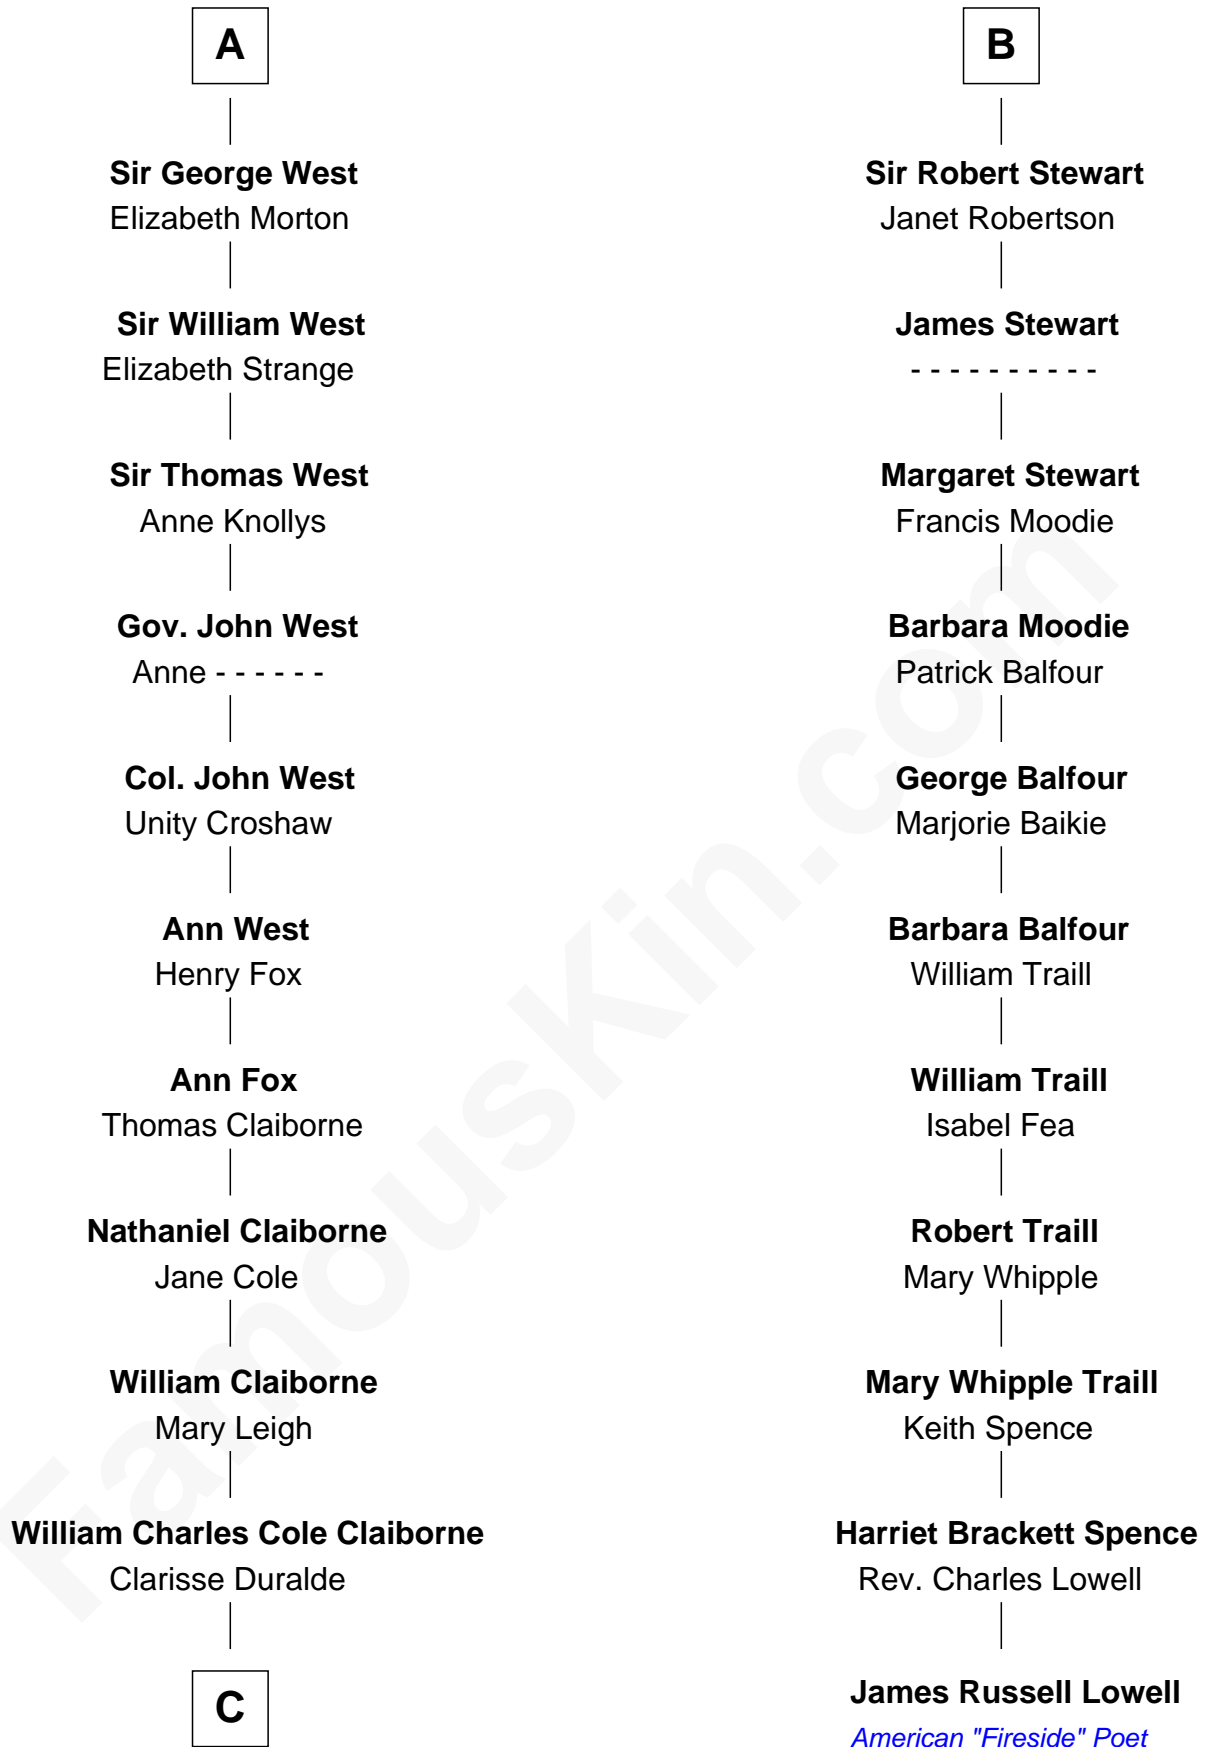 A
Sir George West
Elizabeth Morton
Sir William West
Elizabeth Strange
Sir Thomas West
Anne Knollys
Gov. John West
Anne - - - - - -
Col. John West
Unity Croshaw
Ann West
Henry Fox
Ann Fox
Thomas Claiborne
Nathaniel Claiborne
Jane Cole
William Claiborne
Mary Leigh
William Charles Cole Claiborne
Clarisse Duralde
C
B
Sir Robert Stewart
Janet Robertson
James Stewart
- - - - - - - - - -
Margaret Stewart
Francis Moodie
Barbara Moodie
Patrick Balfour
George Balfour
Marjorie Baikie
Barbara Balfour
William Traill
William Traill
Isabel Fea
Robert Traill
Mary Whipple
Mary Whipple Traill
Keith Spence
Harriet Brackett Spence
Rev. Charles Lowell
James Russell Lowell
American "Fireside" Poet
FamousKin.com